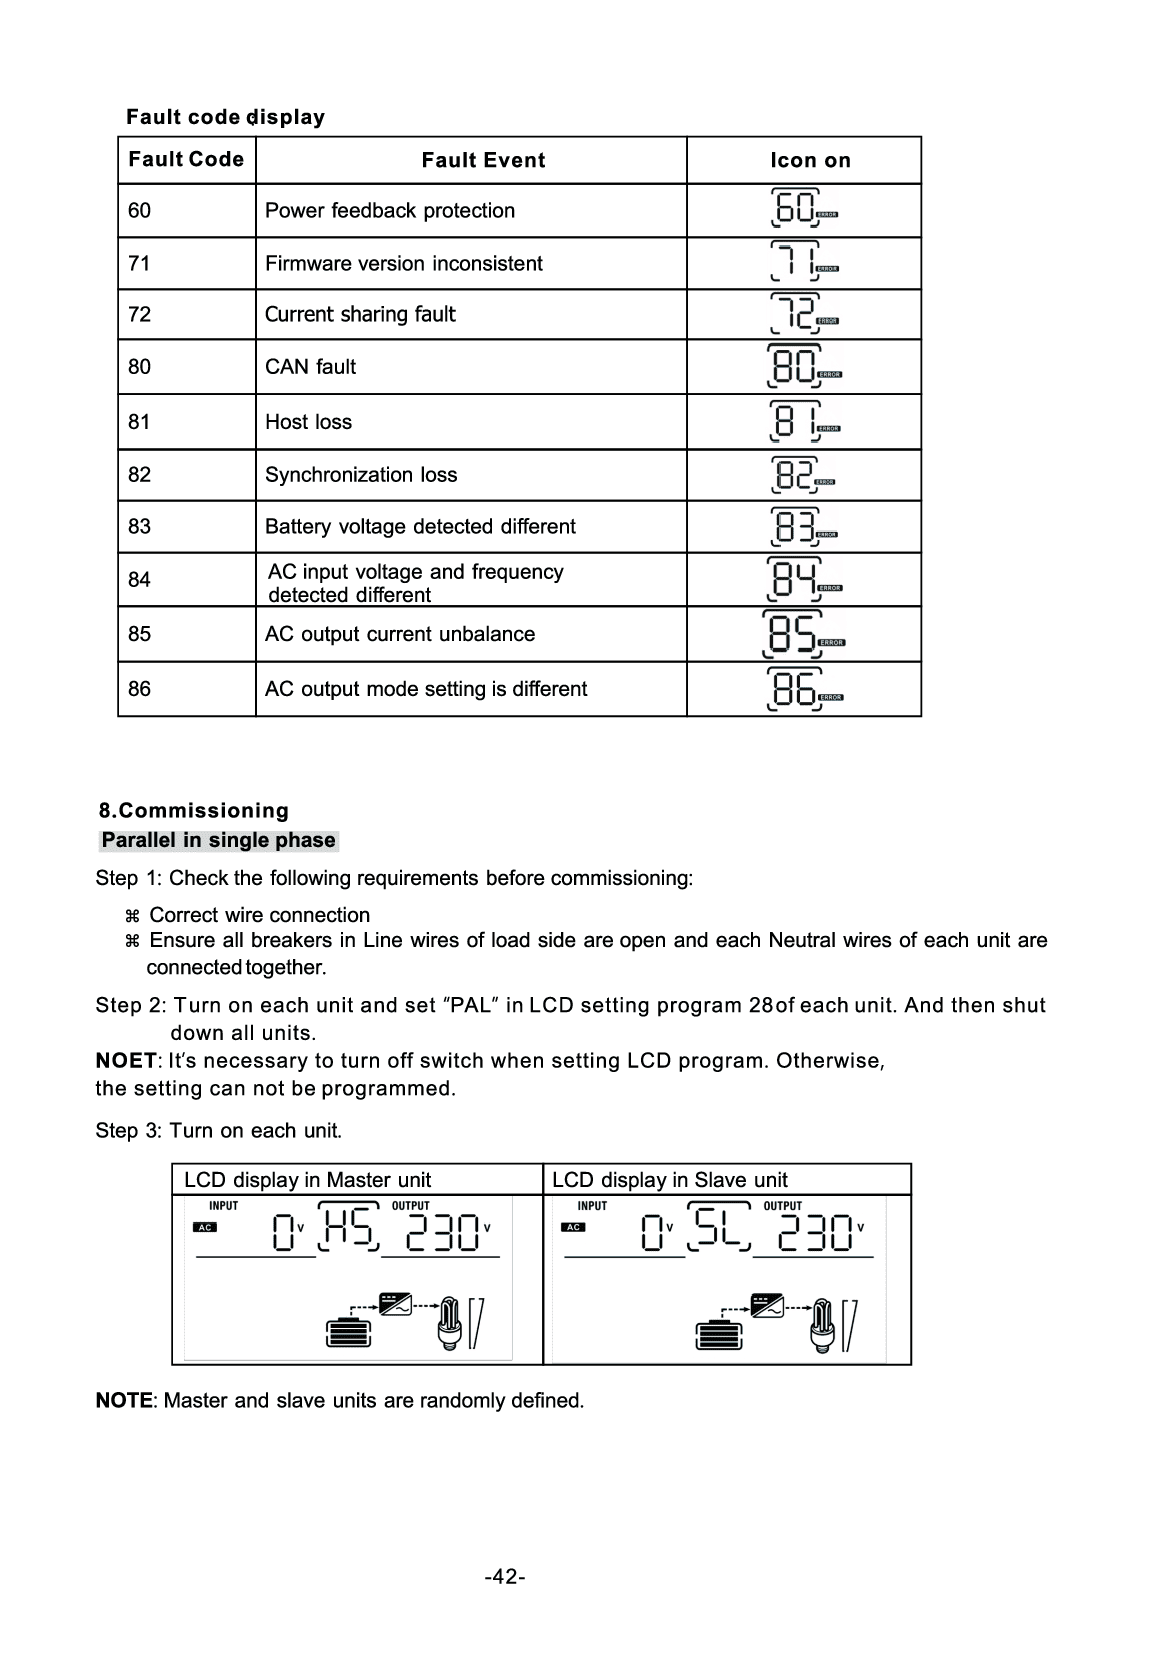 Fault code display
Fault Code Fault Event Icon on
60 Power feedback protection 60 ERROR
71 Firmware version inconsistent 71 ERROR
72 Current sharing fault 72 ERROR
80 CAN fault 80 ERROR
81 Host loss 81 ERROR
82 Synchronization loss 82 ERROR
83 Battery voltage detected different 83 ERROR
84 AC input voltage and frequency
detected different 84 ERROR
85 AC output current unbalance 85 ERROR
86 AC output mode setting is different 86 ERROR
8.Commissioning
Parallel in single phase
Step 1: Check the following requirements before commissioning:
⌘ Correct wire connection
⌘ Ensure all breakers in Line wires of load side are open and each Neutral wires of each unit are
connected together.
Step 2: Turn on each unit and set “PAL” in LCD setting program 28 of each unit. And then shut
down all units.
NOET: It’s necessary to turn off switch when setting LCD program. Otherwise,
the setting can not be programmed.
Step 3: Turn on each unit.
LCD display in Master unit LCD display in Slave unit
INPUT OUTPUT INPUT OUTPUT
AC 0V HS 230V AC 0V SL 230V
NOTE: Master and slave units are randomly defined.
-42-